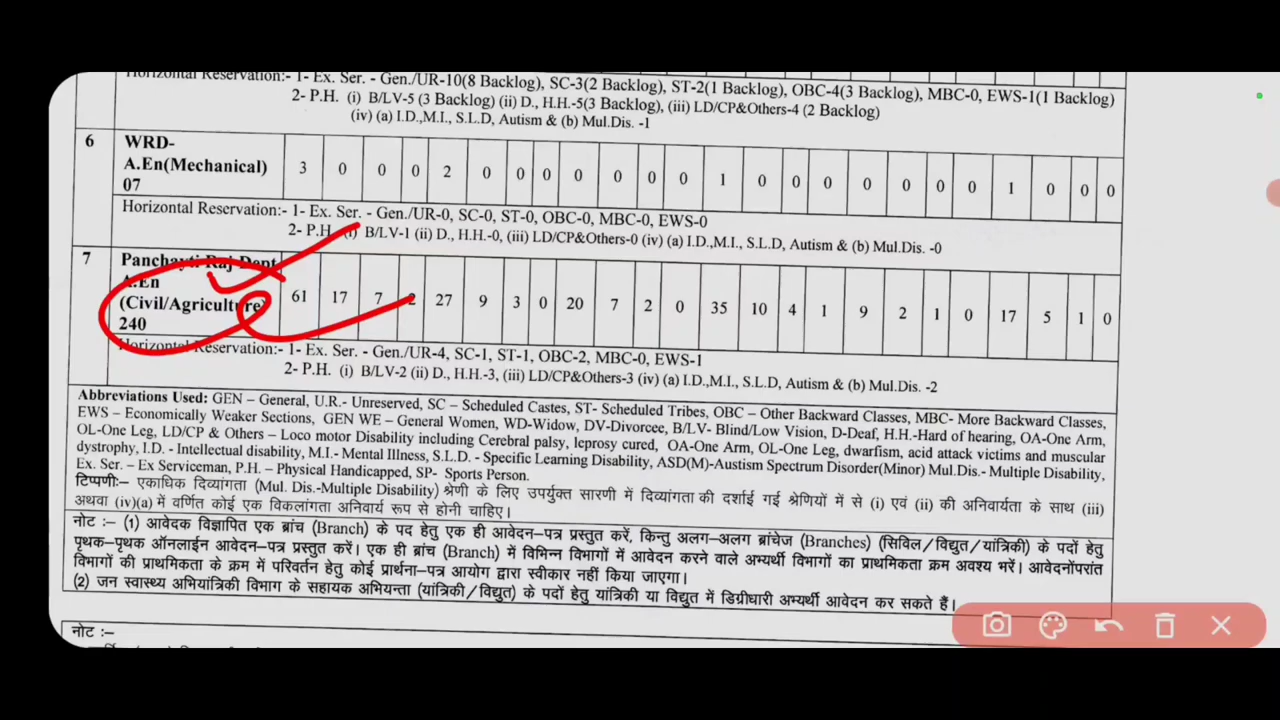 Horizontal Reservation:- 1- Ex. Ser. - Gen./UR-10(8 Backlog), SC-3(2 Backlog), ST-2(1 Backlog), OBC-4(3 Backlog), MBC-0, EWS-1(1 Backlog)
2- P.H. (i) B/LV-5 (3 Backlog) (ii) D., H.H.-5(3 Backlog), (iii) LD/CP&Others-4 (2 Backlog)
(iv) (a) I.D.,M.I., S.L.D, Autism & (b) Mul.Dis. -1
6 WRD-
A.En(Mechanical) 3 0 0 0 2 0 0 0 0 0 0 0 1 0 0 0 0 0 0 0 1 0 0 0
07
Horizontal Reservation:- 1- Ex. Ser. - Gen./UR-0, SC-0, ST-0, OBC-0, MBC-0, EWS-0
2- P.H. (i) B/LV-1 (ii) D., H.H.-0, (iii) LD/CP&Others-0 (iv) (a) I.D.,M.I., S.L.D, Autism & (b) Mul.Dis. -0
7 Panchayti Raj Dept
A.En
(Civil/Agriculture) 61 17 7 2 27 9 3 0 20 7 2 0 35 10 4 1 9 2 1 0 17 5 1 0
240
Horizontal Reservation:- 1- Ex. Ser. - Gen./UR-4, SC-1, ST-1, OBC-2, MBC-0, EWS-1
2- P.H. (i) B/LV-2 (ii) D., H.H.-3, (iii) LD/CP&Others-3 (iv) (a) I.D.,M.I., S.L.D, Autism & (b) Mul.Dis. -2
Abbreviations Used: GEN – General, U.R.- Unreserved, SC – Scheduled Castes, ST- Scheduled Tribes, OBC – Other Backward Classes, MBC- More Backward Classes,
EWS – Economically Weaker Sections, GEN WE – General Women, WD-Widow, DV-Divorcee, B/LV- Blind/Low Vision, D-Deaf, H.H.-Hard of hearing, OA-One Arm,
OL-One Leg, LD/CP & Others – Loco motor Disability including Cerebral palsy, leprosy cured, OA-One Arm, OL-One Leg, dwarfism, acid attack victims and muscular
dystrophy, I.D. - Intellectual disability, M.I.- Mental Illness, S.L.D. - Specific Learning Disability, ASD(M)-Austism Spectrum Disorder(Minor) Mul.Dis.- Multiple Disability,
Ex. Ser. – Ex Serviceman, P.H. – Physical Handicapped, SP- Sports Person.
टिप्पणीः– एकाधिक दिव्यांगता (Mul. Dis.-Multiple Disability) श्रेणी के लिए उपर्युक्त सारणी में दिव्यांगता की दर्शाई गई श्रेणियों में से (i) एवं (ii) की अनिवार्यता के साथ (iii)
अथवा (iv)(a) में वर्णित कोई एक विकलांगता अनिवार्य रूप से होनी चाहिए।
नोट :– (1) आवेदक विज्ञापित एक ब्रांच (Branch) के पद हेतु एक ही आवेदन–पत्र प्रस्तुत करें, किन्तु अलग–अलग ब्रांचेज (Branches) (सिविल/विद्युत/यांत्रिकी) के पदों हेतु
पृथक–पृथक ऑनलाईन आवेदन–पत्र प्रस्तुत करें। एक ही ब्रांच (Branch) में विभिन्न विभागों में आवेदन करने वाले अभ्यर्थी विभागों का प्राथमिकता क्रम अवश्य भरें। आवेदनोंपरांत
विभागों की प्राथमिकता के क्रम में परिवर्तन हेतु कोई प्रार्थना–पत्र आयोग द्वारा स्वीकार नहीं किया जाएगा।
(2) जन स्वास्थ्य अभियांत्रिकी विभाग के सहायक अभियन्ता (यांत्रिकी/विद्युत) के पदों हेतु यांत्रिकी या विद्युत में डिग्रीधारी अभ्यर्थी आवेदन कर सकते हैं।
नोट :–